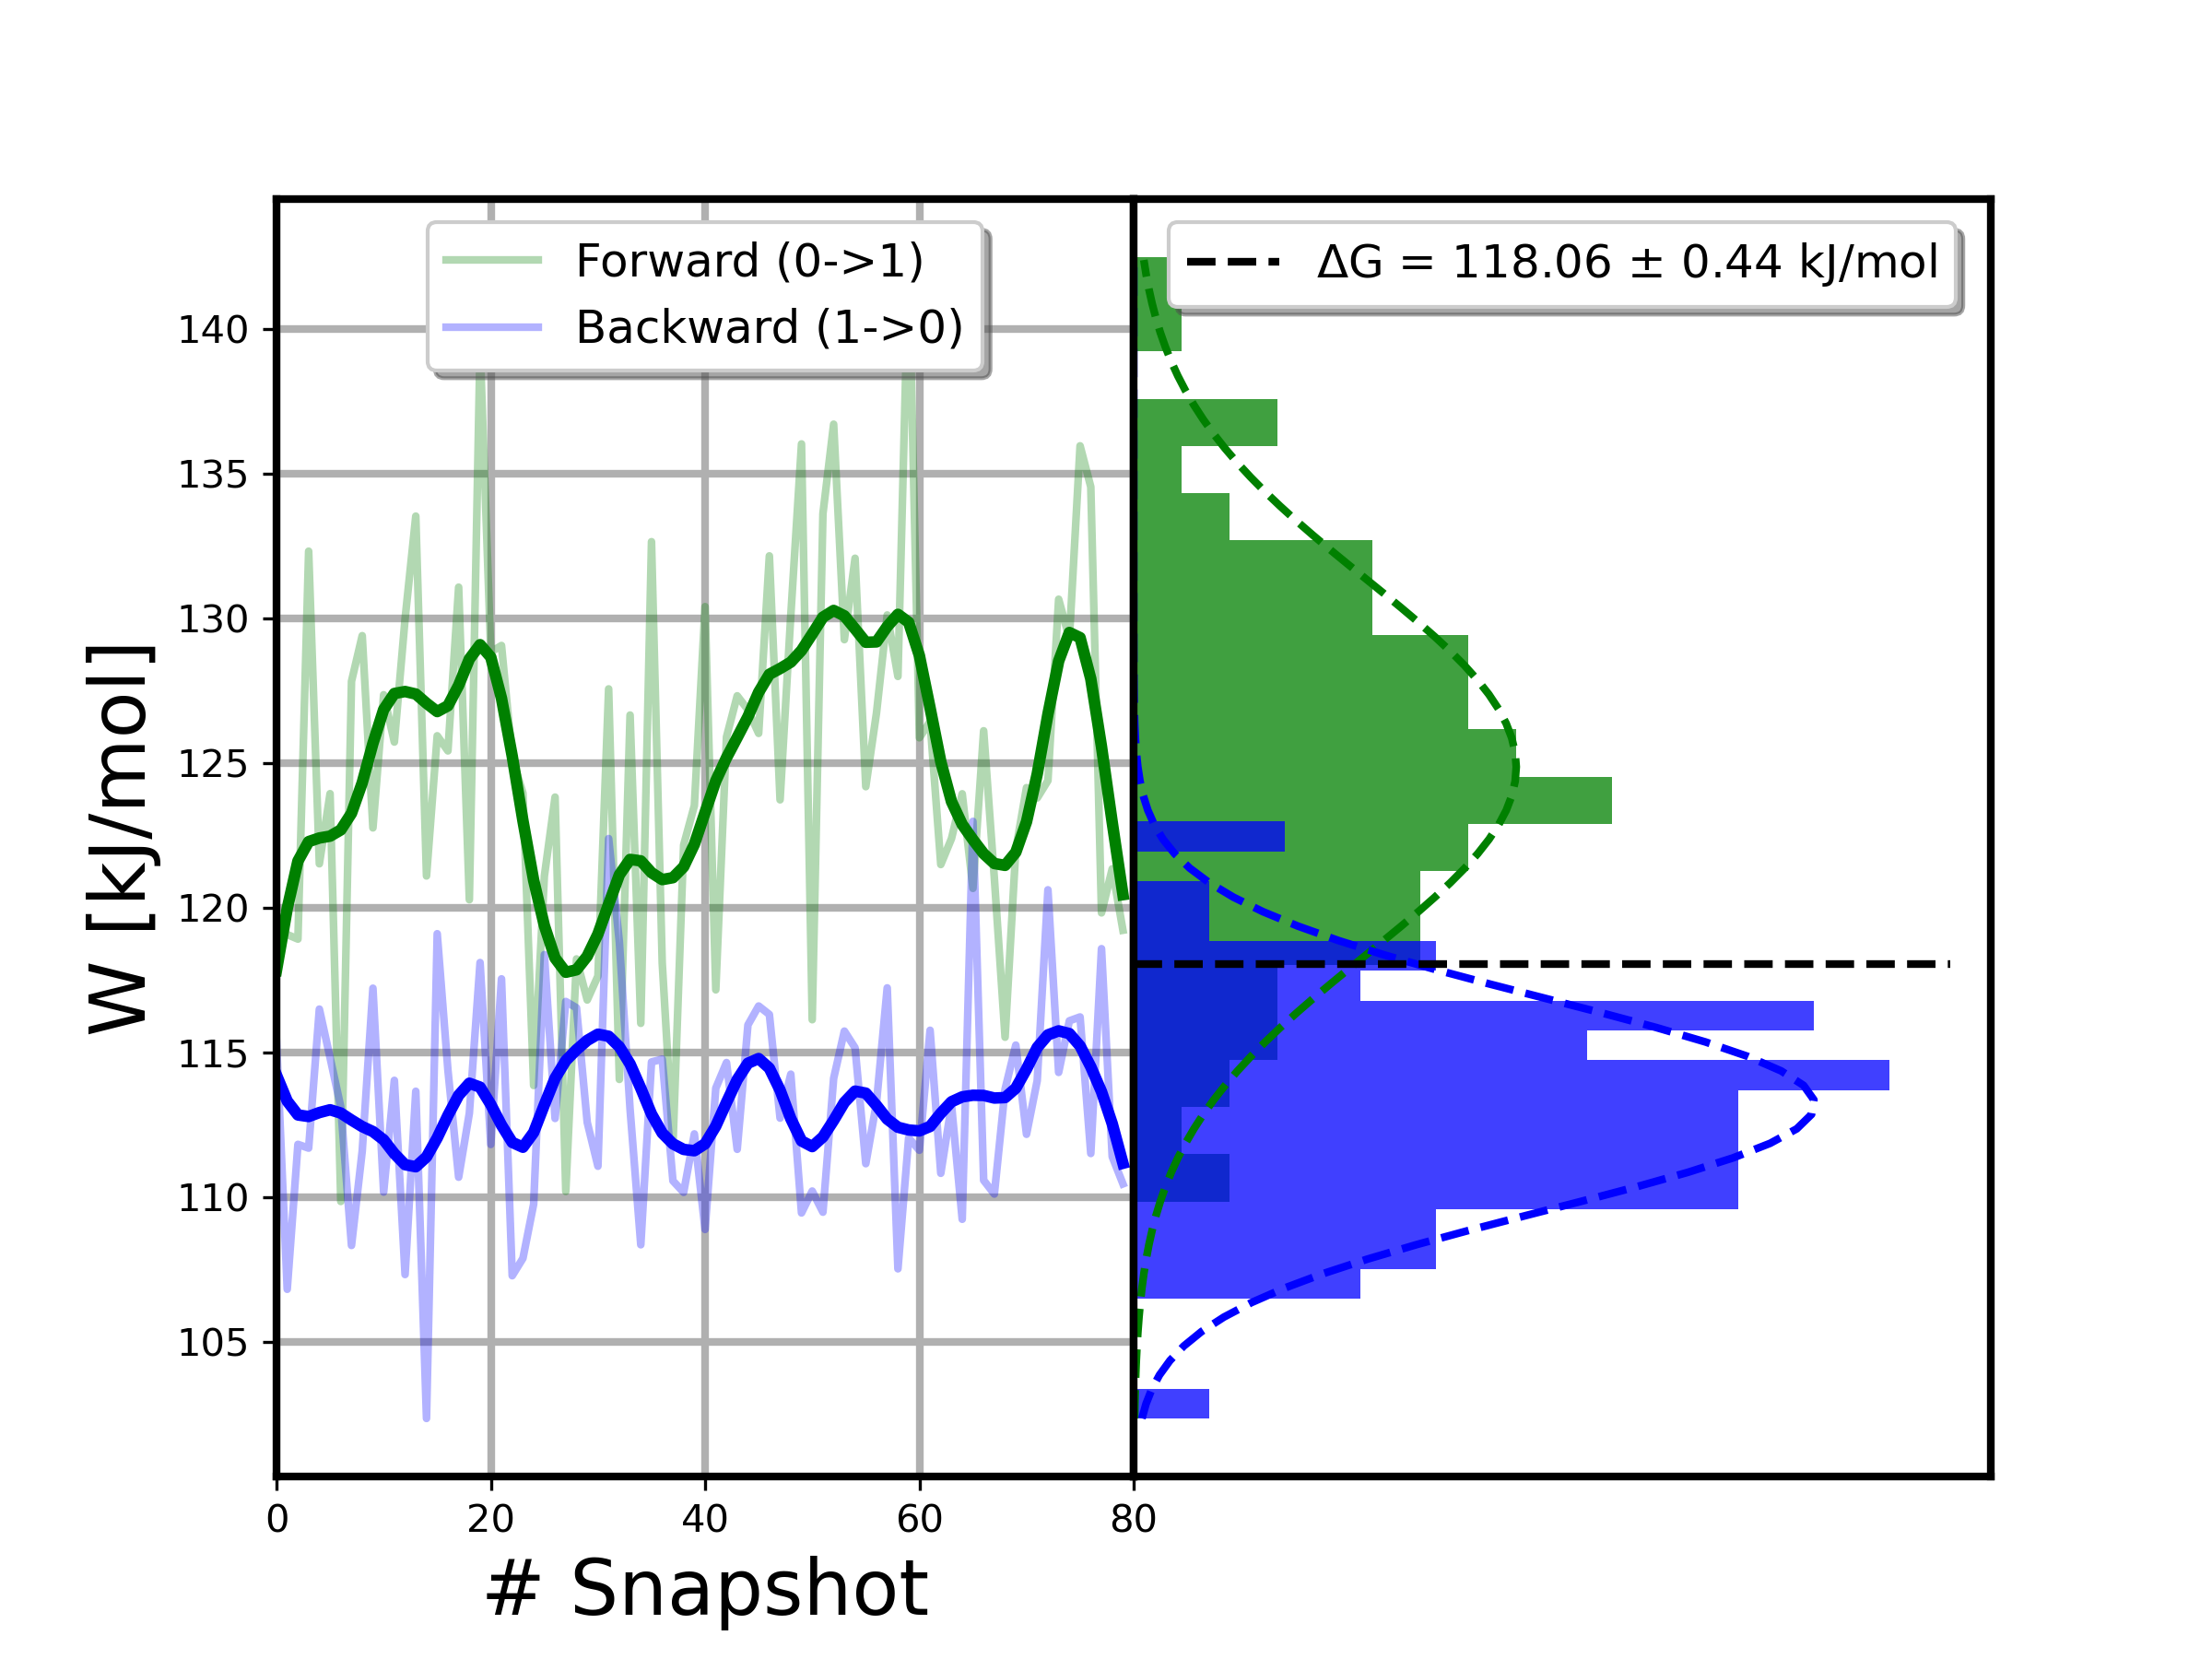 Forward (0->1)
Backward (1->0)
ΔG = 118.06 ± 0.44 kJ/mol
W [kJ/mol]
140
135
130
125
120
115
110
105
0 20 40 60 80
# Snapshot